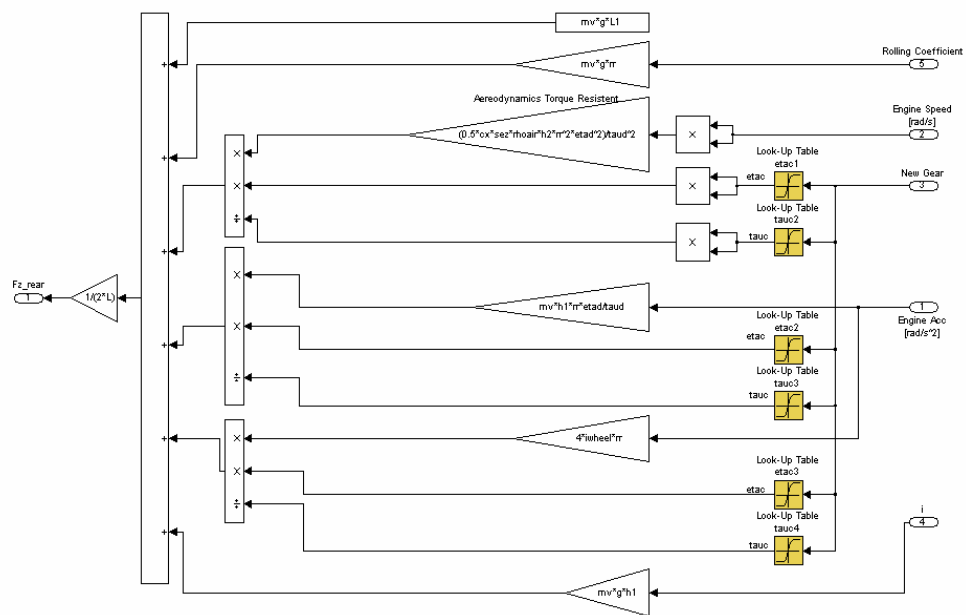 mv*g*L1
Rolling Coefficient
5
mv*g*rr
Aereodynamics Torque Resistent
(0.5*cx*sez*rhoair*h2*rr^2*etad^2)/taud^2
Engine Speed
[rad/s]
2
Look-Up Table
etac1
etac
New Gear
3
Look-Up Table
tauc2
tauc
Fz_rear
1
1/(2*L)
mv*h1*rr*etad/taud
1
Engine Acc
[rad/s^2]
Look-Up Table
etac2
etac
Look-Up Table
tauc3
tauc
4*iwheel*rr
Look-Up Table
etac3
etac
Look-Up Table
tauc4
tauc
i
4
mv*g*h1